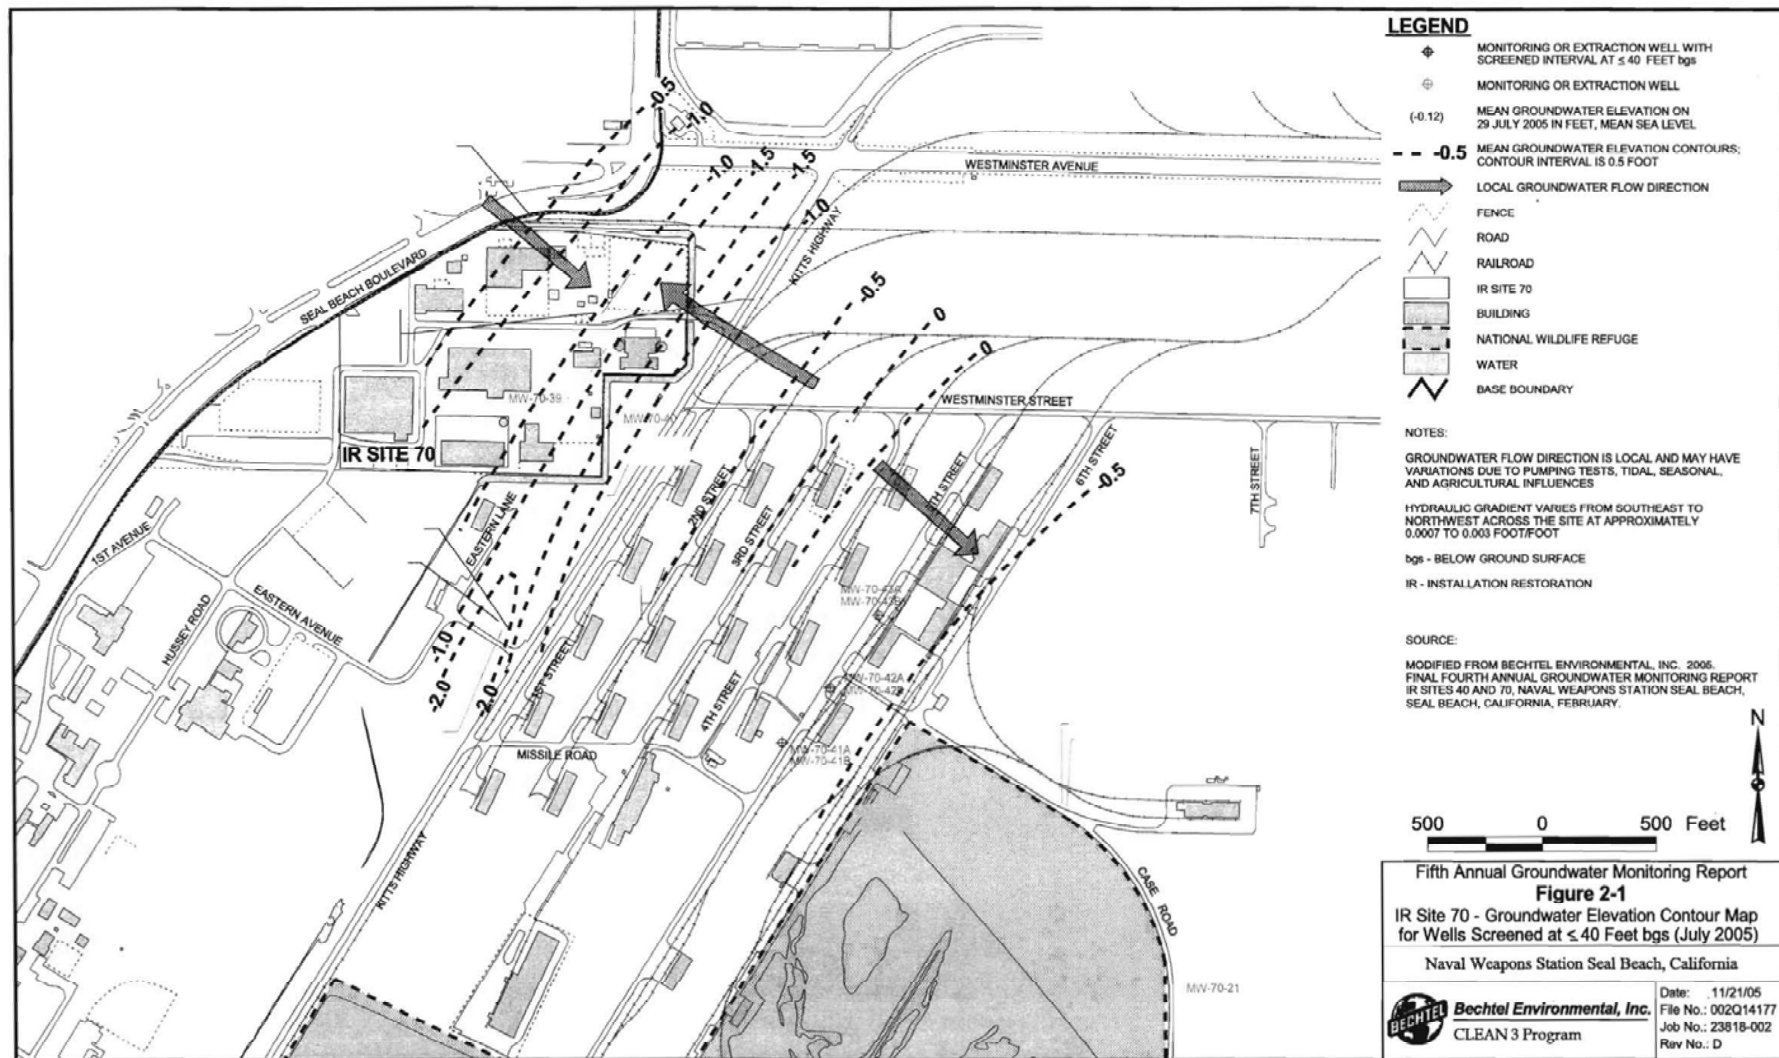 -0.5
-1.0
-1.0
-1.5
-1.5
-1.0
-0.5
0
0
-0.5
WESTMINSTER AVENUE
KITTS HIGHWAY
SEAL BEACH BOULEVARD
WESTMINSTER STREET
MW-70-39
IR SITE 70
2ND STREET
3RD STREET
6TH STREET
7TH STREET
EASTERN LANE
1ST AVENUE
EASTERN AVENUE
HUSSEY ROAD
MW-70-43A
MW-70-43B
-1.0
-2.0
-2.0
1ST STREET
4TH STREET
MW-70-42A
MW-70-42B
MW-70-41A
MW-70-41B
MISSILE ROAD
KITTS HIGHWAY
CASE ROAD
MW-70-21
LEGEND
MONITORING OR EXTRACTION WELL WITH
SCREENED INTERVAL AT ≤ 40 FEET bgs
MONITORING OR EXTRACTION WELL
(-0.12) MEAN GROUNDWATER ELEVATION ON
29 JULY 2005 IN FEET, MEAN SEA LEVEL
-0.5 MEAN GROUNDWATER ELEVATION CONTOURS;
CONTOUR INTERVAL IS 0.5 FOOT
LOCAL GROUNDWATER FLOW DIRECTION
FENCE
ROAD
RAILROAD
IR SITE 70
BUILDING
NATIONAL WILDLIFE REFUGE
WATER
BASE BOUNDARY
NOTES:
GROUNDWATER FLOW DIRECTION IS LOCAL AND MAY HAVE
VARIATIONS DUE TO PUMPING TESTS, TIDAL, SEASONAL,
AND AGRICULTURAL INFLUENCES
HYDRAULIC GRADIENT VARIES FROM SOUTHEAST TO
NORTHWEST ACROSS THE SITE AT APPROXIMATELY
0.0007 TO 0.003 FOOT/FOOT
bgs - BELOW GROUND SURFACE
IR - INSTALLATION RESTORATION
SOURCE:
MODIFIED FROM BECHTEL ENVIRONMENTAL, INC. 2005.
FINAL FOURTH ANNUAL GROUNDWATER MONITORING REPORT
IR SITES 40 AND 70, NAVAL WEAPONS STATION SEAL BEACH,
SEAL BEACH, CALIFORNIA, FEBRUARY.
N
500 0 500 Feet
Fifth Annual Groundwater Monitoring Report
Figure 2-1
IR Site 70 - Groundwater Elevation Contour Map
for Wells Screened at ≤ 40 Feet bgs (July 2005)
Naval Weapons Station Seal Beach, California
BECHTEL
Bechtel Environmental, Inc.
CLEAN 3 Program
Date: 11/21/05
File No.: 002Q14177
Job No.: 23818-002
Rev No.: D